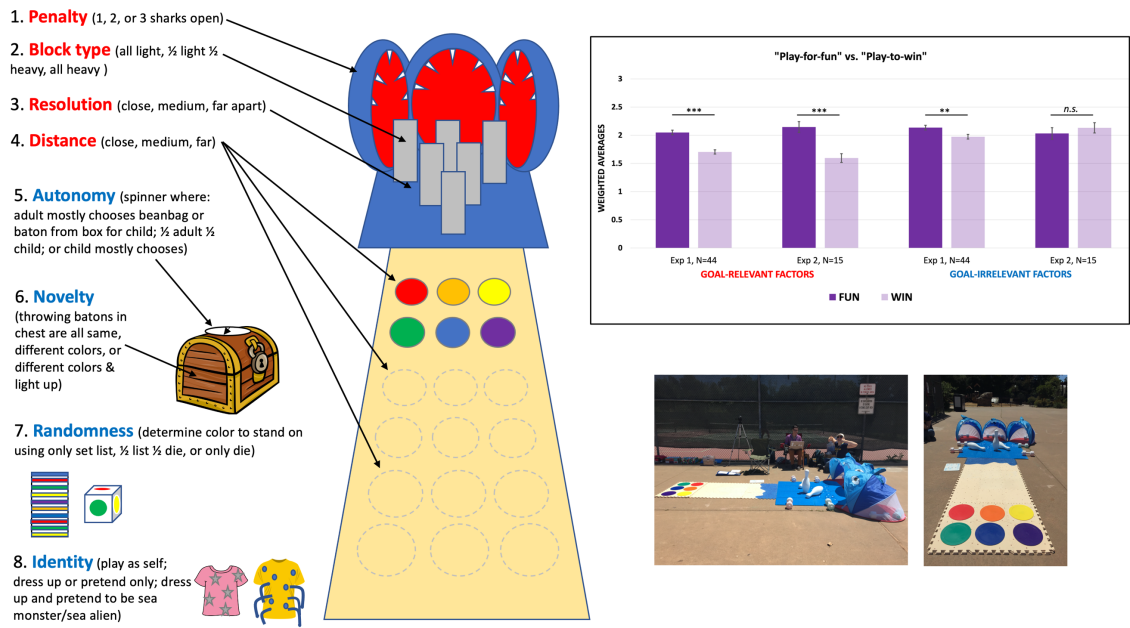 1. Penalty (1, 2, or 3 sharks open)
2. Block type (all light, ½ light ½
heavy, all heavy )
3. Resolution (close, medium, far apart)
4. Distance (close, medium, far)
5. Autonomy (spinner where:
adult mostly chooses beanbag or
baton from box for child; ½ adult ½
child; or child mostly chooses)
6. Novelty
(throwing batons in
chest are all same,
different colors, or
different colors &
light up)
7. Randomness (determine color to stand on
using only set list, ½ list ½ die, or only die)
8. Identity (play as self;
dress up or pretend only; dress
up and pretend to be sea
monster/sea alien)
"Play-for-fun" vs. "Play-to-win"
WEIGHTED AVERAGES
3
2.5
2
1.5
1
0.5
0
***
***
**
n.s.
Exp 1, N=44
Exp 2, N=15
Exp 1, N=44
Exp 2, N=15
GOAL-RELEVANT FACTORS
GOAL-IRRELEVANT FACTORS
FUN
WIN